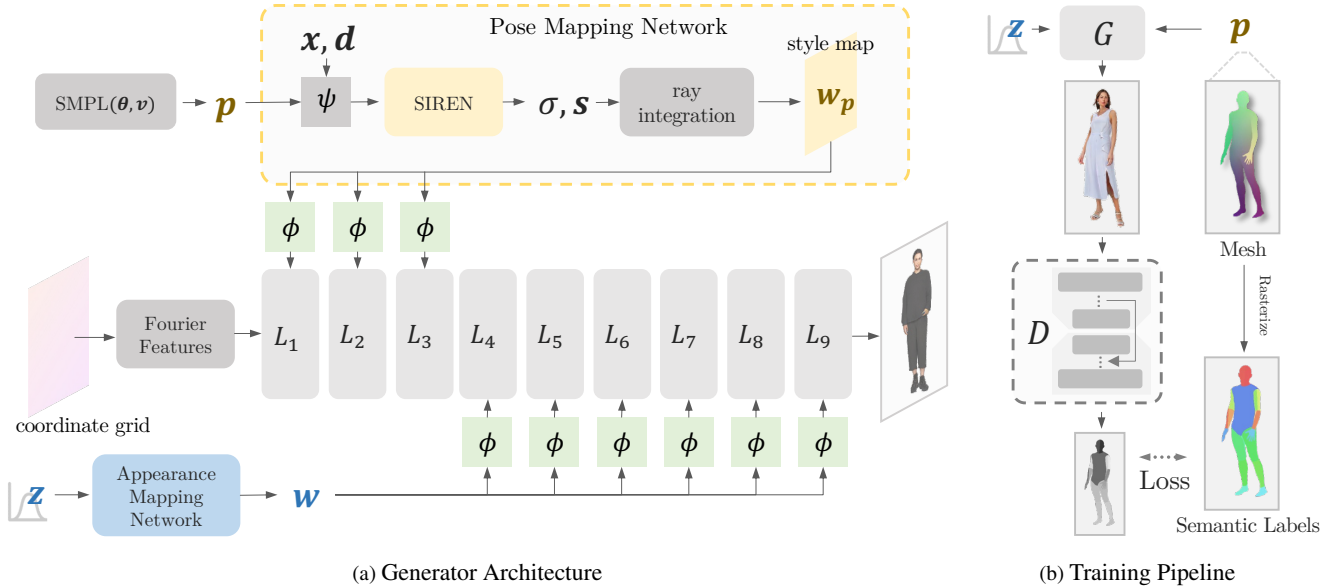 Pose Mapping Network
x, d
style map
SMPL(θ, v)
p
ψ
SIREN
σ, s
ray
integration
w_p
ϕ ϕ ϕ
Fourier
Features
L_1 L_2 L_3 L_4 L_5 L_6 L_7 L_8 L_9
coordinate grid
ϕ ϕ ϕ ϕ ϕ ϕ
z
Appearance
Mapping
Network
w
(a) Generator Architecture
z
G
p
Mesh
Rasterize
D
Loss
Semantic Labels
(b) Training Pipeline